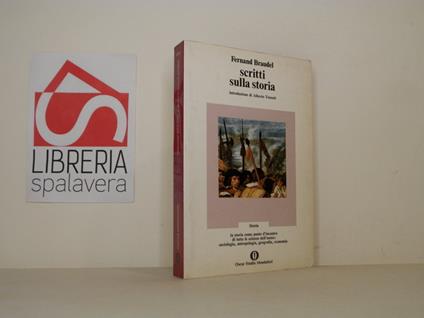 LIBRERIA
spalavera
Fernand Braudel
scritti
sulla storia
introduzione di Alberto Tenenti
Storia
la storia come punto d'incontro
di tutte le scienze dell'uomo:
sociologia, antropologia, geografia, economia
Oscar Studio Mondadori